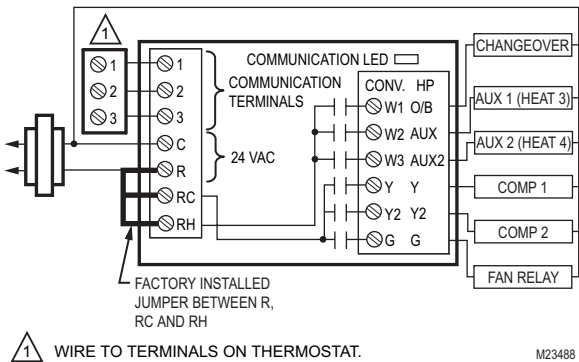 1
COMMUNICATION LED
CHANGEOVER
1 1
COMMUNICATION
TERMINALS
CONV. HP
2 2
W1 O/B
AUX 1 (HEAT 3)
3 3
W2 AUX
C
24 VAC
W3 AUX2
AUX 2 (HEAT 4)
R
Y Y
COMP 1
RC
Y2 Y2
COMP 2
RH
G G
FAN RELAY
FACTORY INSTALLED
JUMPER BETWEEN R,
RC AND RH
1 WIRE TO TERMINALS ON THERMOSTAT.
M23488